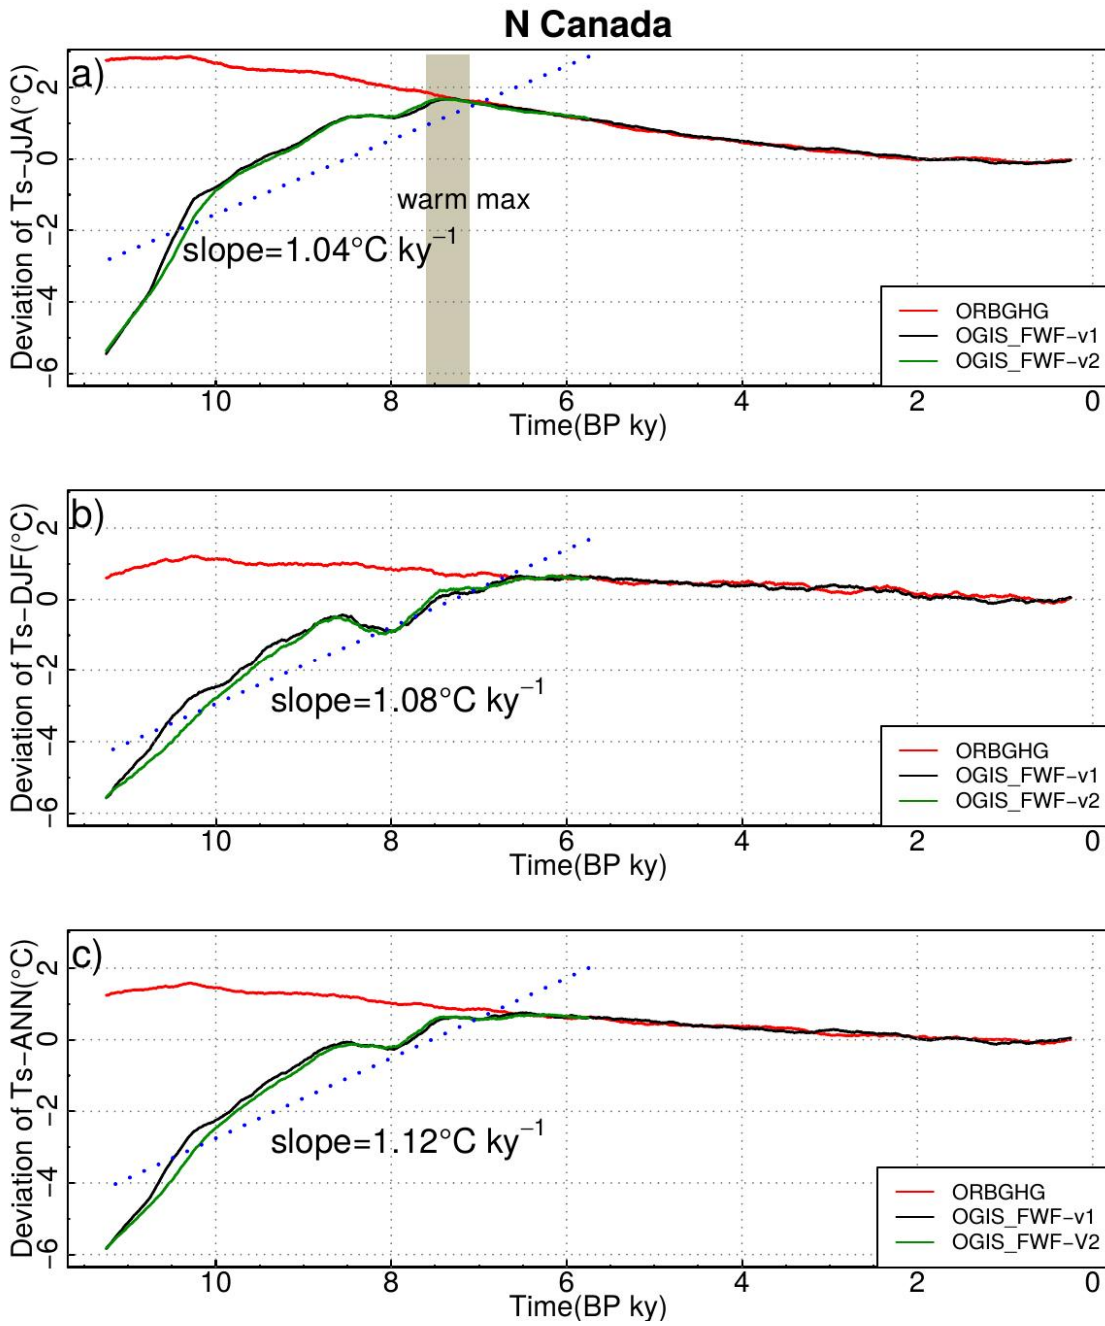 N Canada
a)
Deviation of Ts−JJA(°C)
2
0
−2
−4
−6
warm max
slope=1.04°C ky−1
ORBGHG
OGIS_FWF−v1
OGIS_FWF−v2
10 8 6 4 2 0
Time(BP ky)
b)
Deviation of Ts−DJF(°C)
2
0
−2
−4
−6
slope=1.08°C ky−1
ORBGHG
OGIS_FWF−v1
OGIS_FWF−v2
10 8 6 4 2 0
Time(BP ky)
c)
Deviation of Ts−ANN(°C)
2
0
−2
−4
−6
slope=1.12°C ky−1
ORBGHG
OGIS_FWF−v1
OGIS_FWF−V2
10 8 6 4 2 0
Time(BP ky)